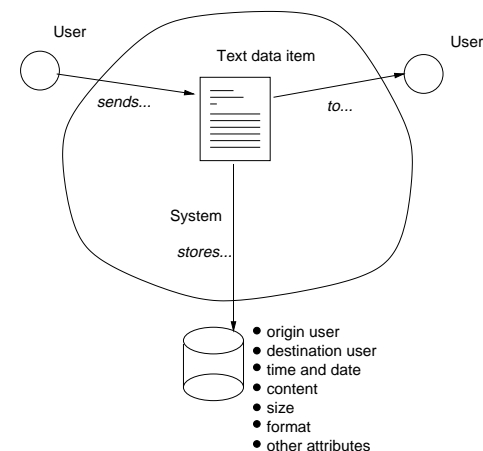 User
User
Text data item
sends...
to...
System
stores...
● origin user
● destination user
● time and date
● content
● size
● format
● other attributes